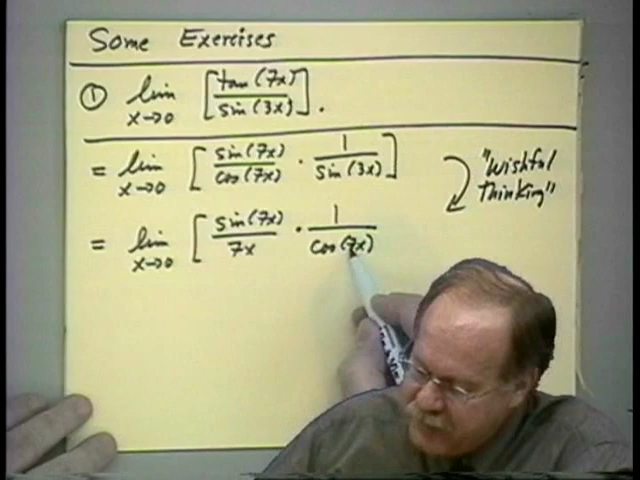 Some Exercises
① lim x→0 [tan(7x) / sin(3x)].
= lim x→0 [sin(7x) / cos(7x) · 1 / sin(3x)]
"Wishful Thinking"
= lim x→0 [sin(7x) / 7x · 1 / cos(7x)